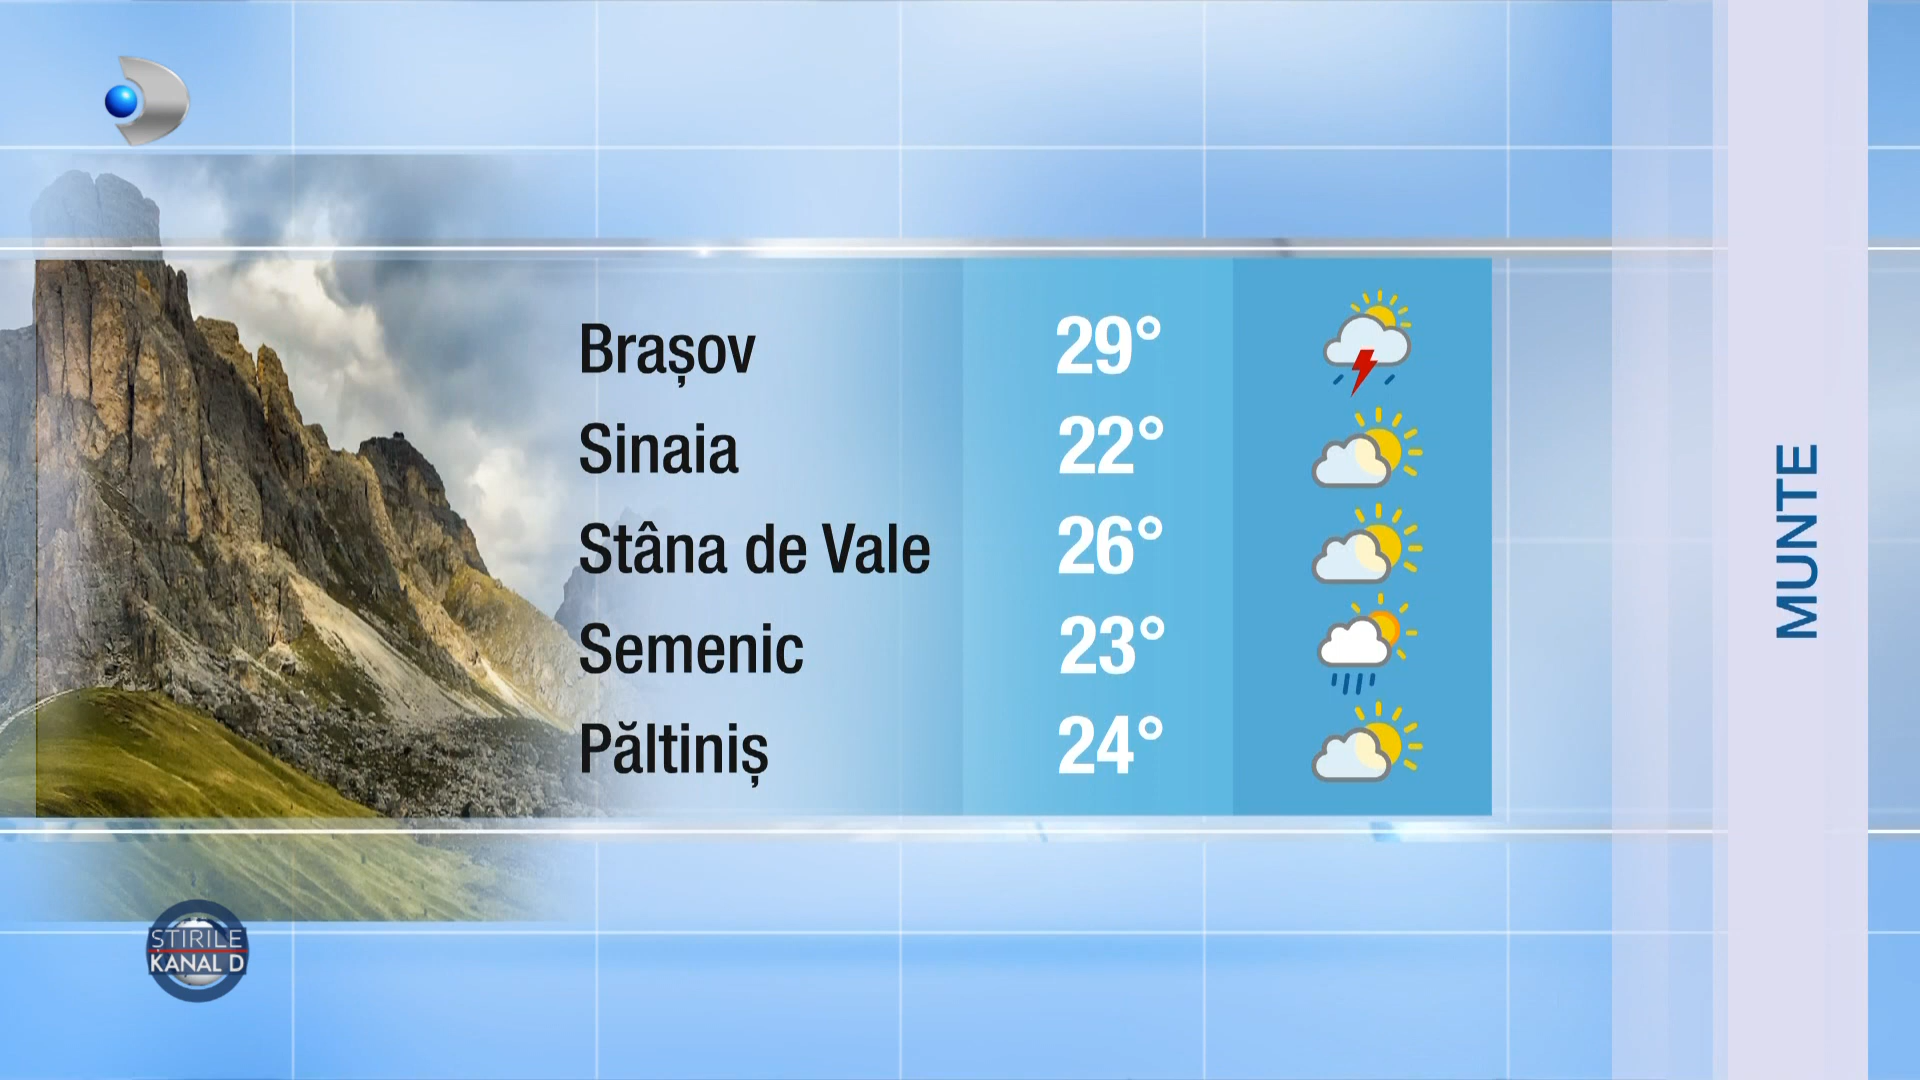 Brașov 29°
Sinaia 22°
Stâna de Vale 26°
Semenic 23°
Păltiniș 24°
MUNTE
ȘTIRILE
KANAL D